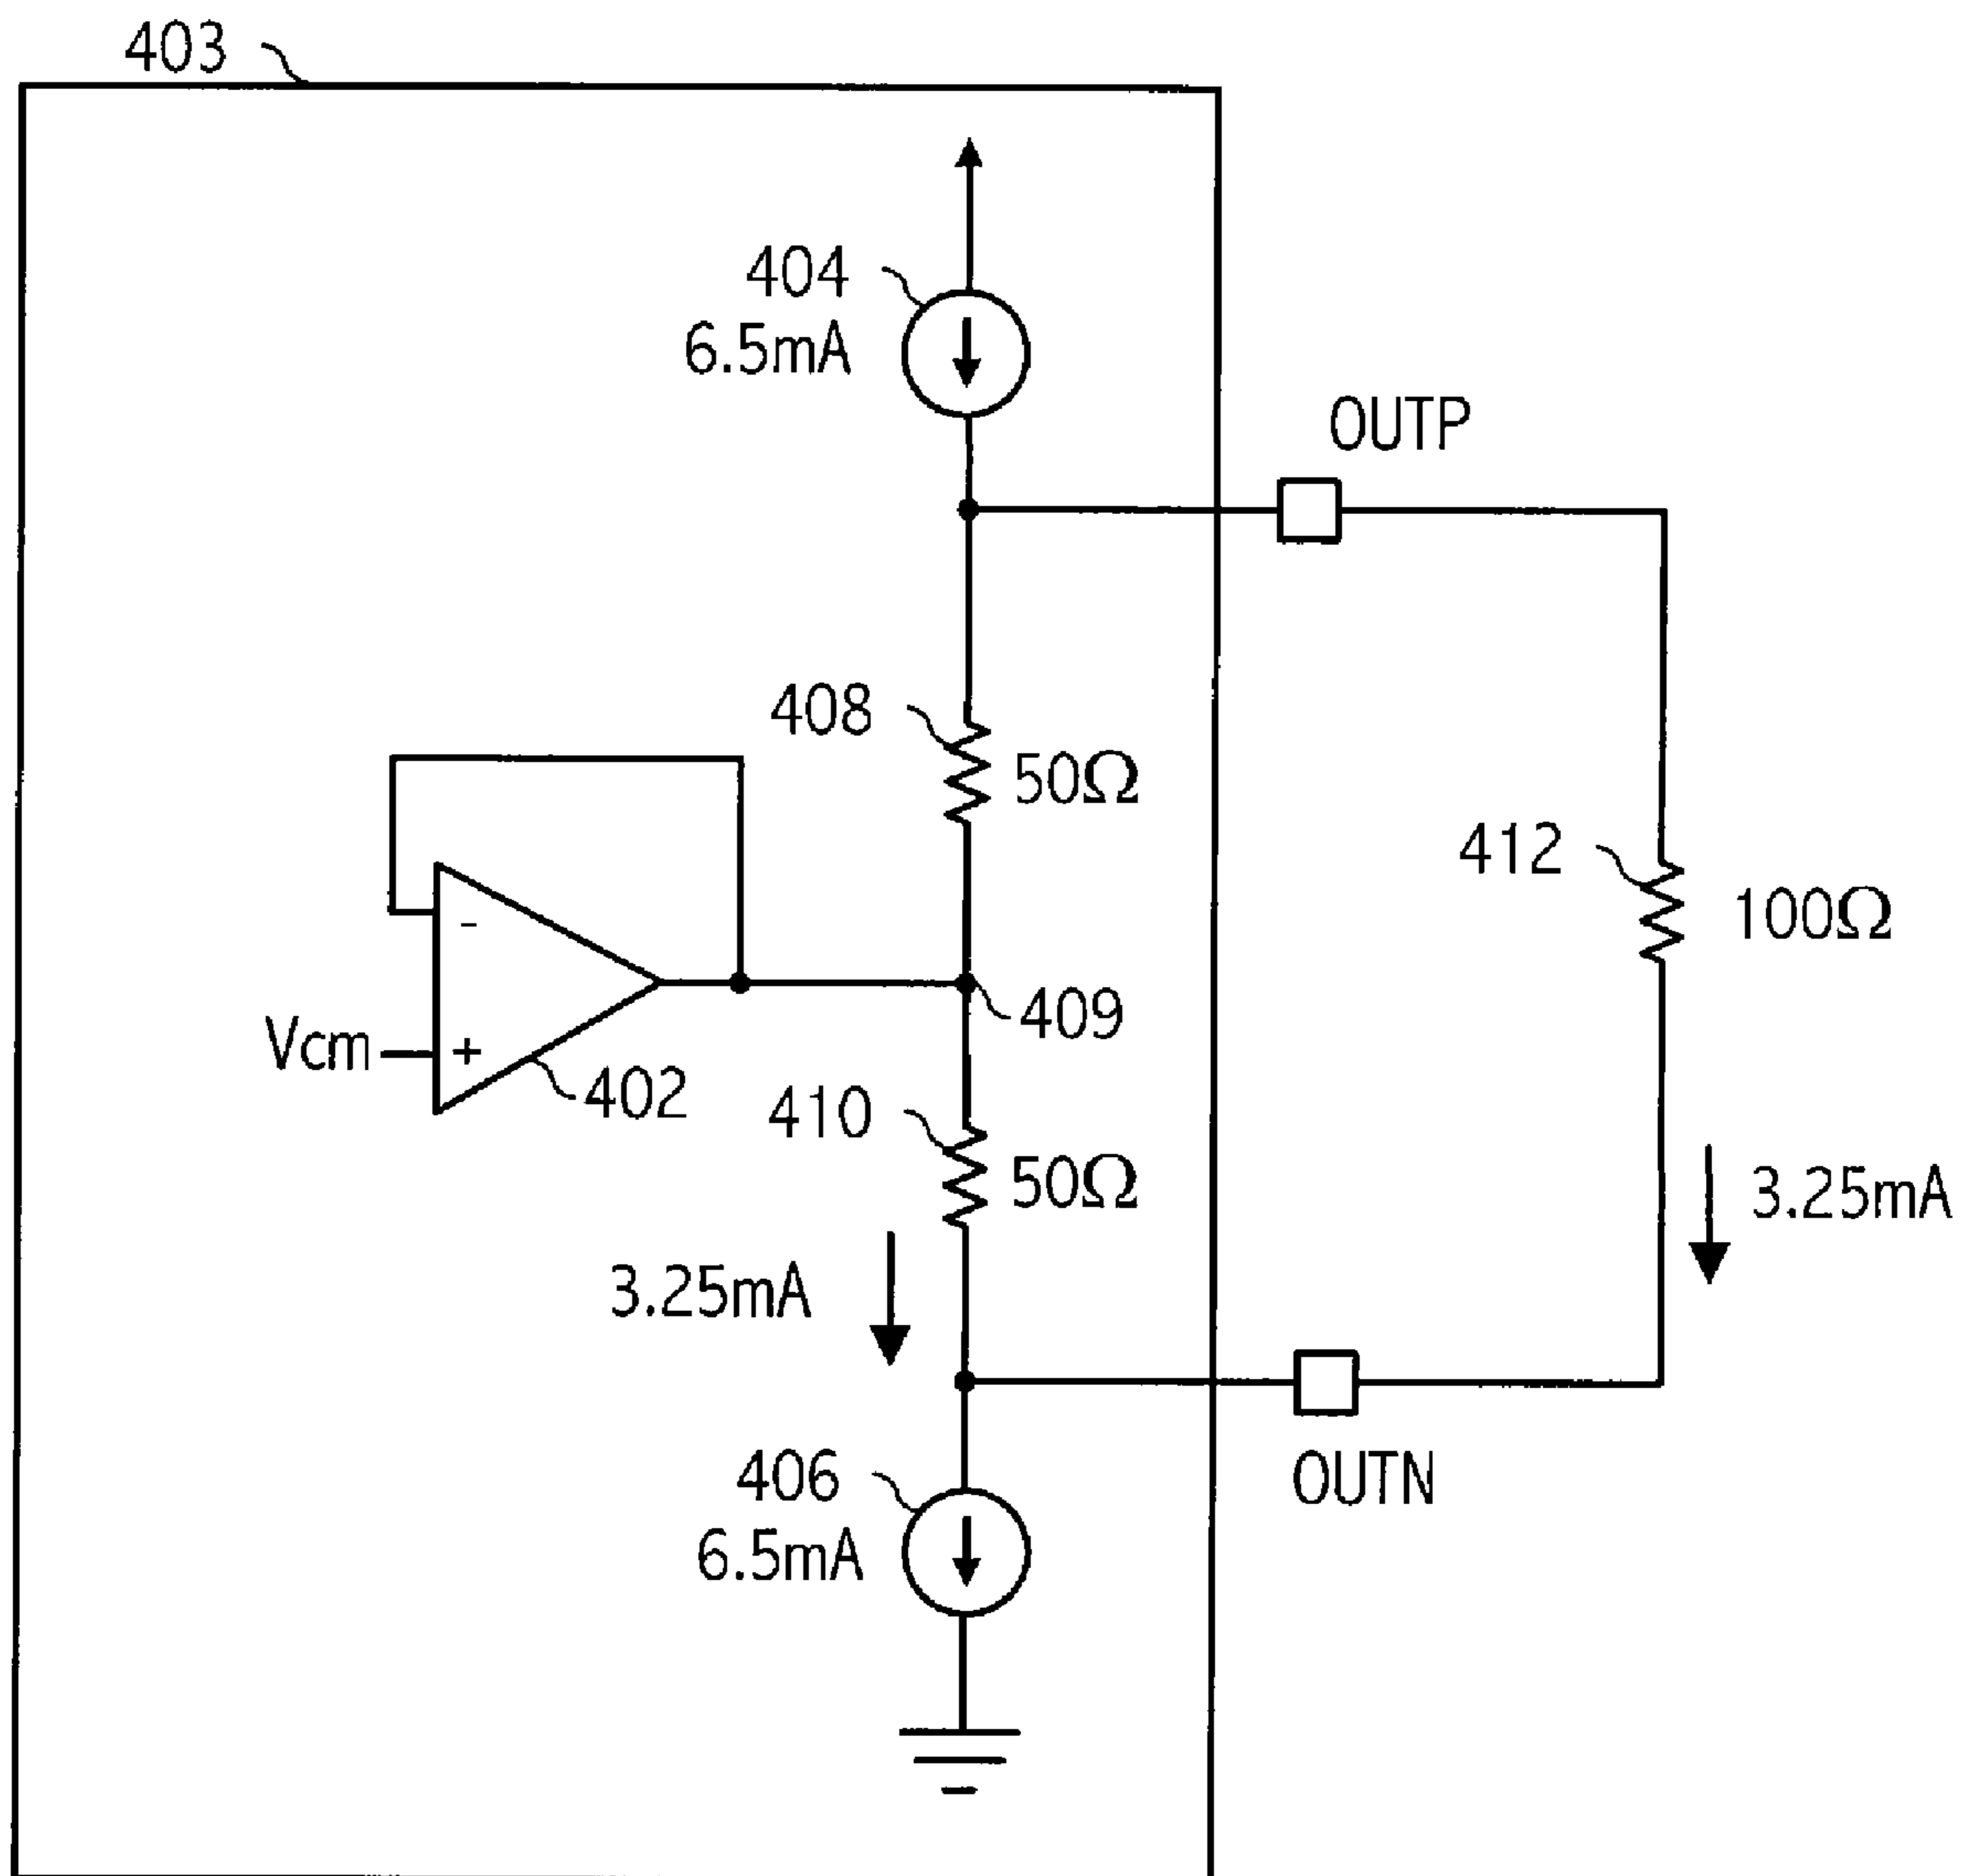 403
404
6.5mA
OUTP
408
50Ω
412
100Ω
-
409
Vcm
+
402
410
50Ω
3.25mA
3.25mA
406
6.5mA
OUTN